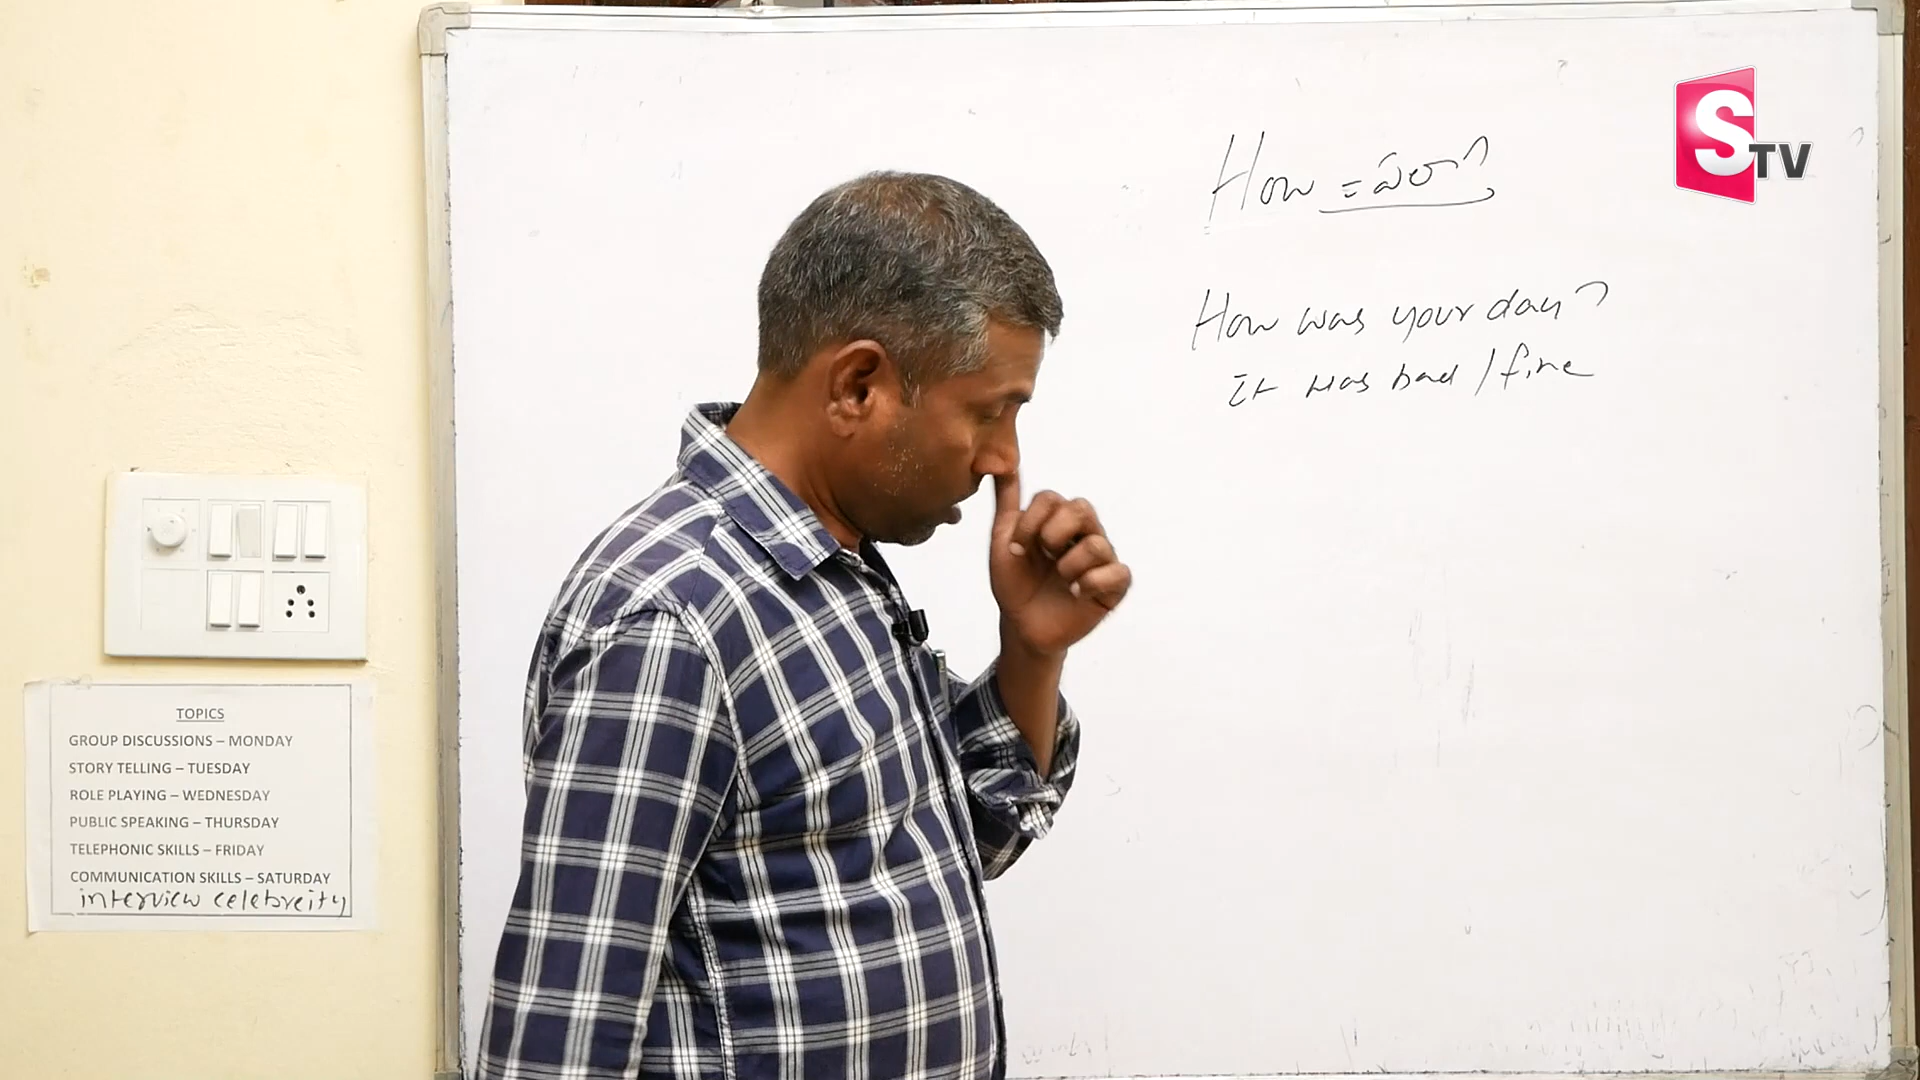 STV
How = ఎలా?
How was your day?
It was bad / fine
TOPICS
GROUP DISCUSSIONS – MONDAY
STORY TELLING – TUESDAY
ROLE PLAYING – WEDNESDAY
PUBLIC SPEAKING – THURSDAY
TELEPHONIC SKILLS – FRIDAY
COMMUNICATION SKILLS – SATURDAY
interview celebreity